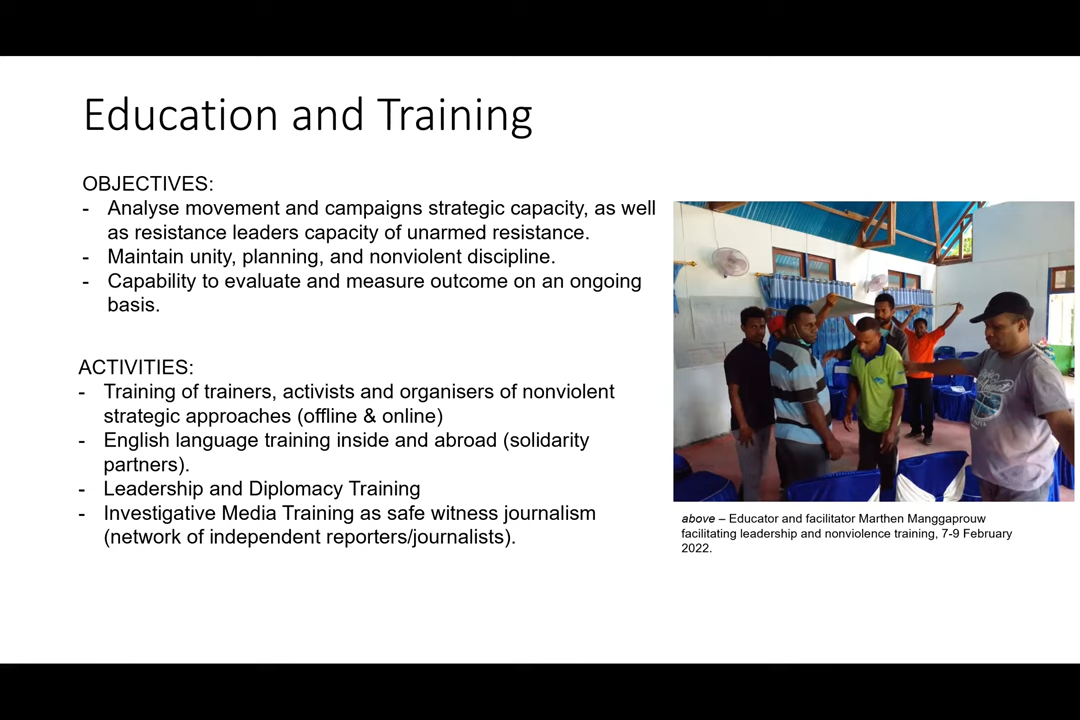 Education and Training
OBJECTIVES:
- Analyse movement and campaigns strategic capacity, as well
as resistance leaders capacity of unarmed resistance.
- Maintain unity, planning, and nonviolent discipline.
- Capability to evaluate and measure outcome on an ongoing
basis.
ACTIVITIES:
- Training of trainers, activists and organisers of nonviolent
strategic approaches (offline & online)
- English language training inside and abroad (solidarity
partners).
- Leadership and Diplomacy Training
- Investigative Media Training as safe witness journalism
(network of independent reporters/journalists).
above – Educator and facilitator Marthen Manggaprouw
facilitating leadership and nonviolence training, 7-9 February
2022.